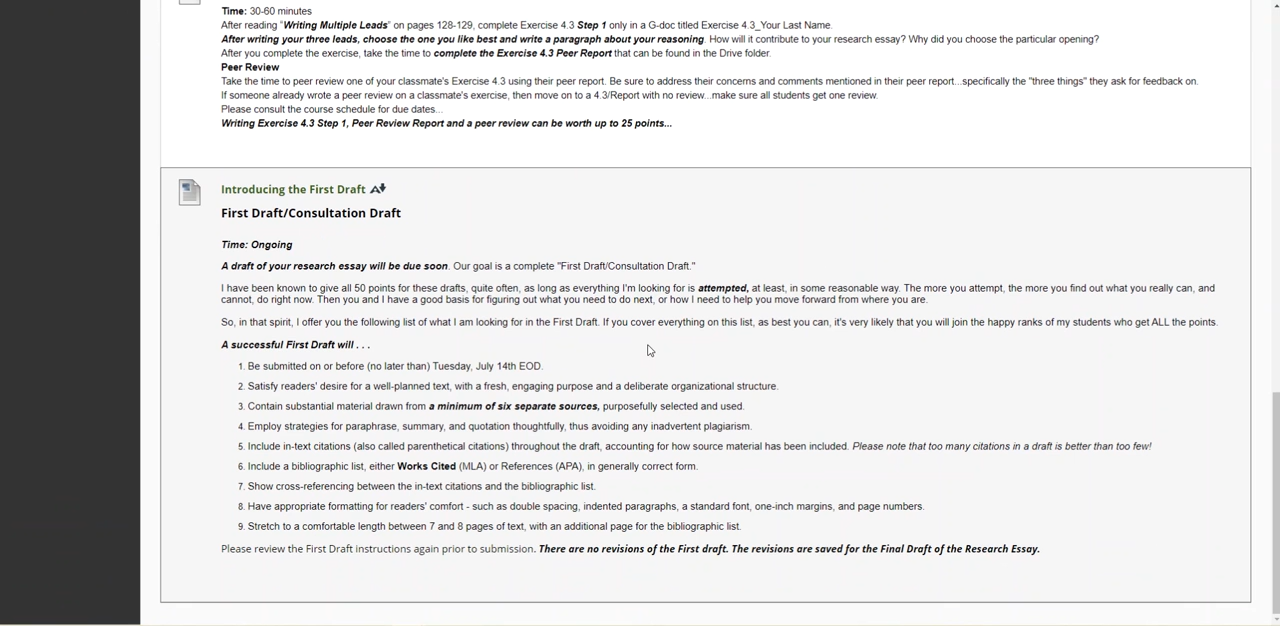 Time: 30-60 minutes
After reading "Writing Multiple Leads" on pages 128-129, complete Exercise 4.3 Step 1 only in a G-doc titled Exercise 4.3_Your Last Name.
After writing your three leads, choose the one you like best and write a paragraph about your reasoning. How will it contribute to your research essay? Why did you choose the particular opening?
After you complete the exercise, take the time to complete the Exercise 4.3 Peer Report that can be found in the Drive folder.
Peer Review
Take the time to peer review one of your classmate's Exercise 4.3 using their peer report. Be sure to address their concerns and comments mentioned in their peer report...specifically the "three things" they ask for feedback on.
If someone already wrote a peer review on a classmate's exercise, then move on to a 4.3/Report with no review...make sure all students get one review.
Please consult the course schedule for due dates...
Writing Exercise 4.3 Step 1, Peer Review Report and a peer review can be worth up to 25 points...
Introducing the First Draft
First Draft/Consultation Draft
Time: Ongoing
A draft of your research essay will be due soon. Our goal is a complete "First Draft/Consultation Draft."
I have been known to give all 50 points for these drafts, quite often, as long as everything I'm looking for is attempted, at least, in some reasonable way. The more you attempt, the more you find out what you really can, and
cannot, do right now. Then you and I have a good basis for figuring out what you need to do next, or how I need to help you move forward from where you are.
So, in that spirit, I offer you the following list of what I am looking for in the First Draft. If you cover everything on this list, as best you can, it's very likely that you will join the happy ranks of my students who get ALL the points.
A successful First Draft will . . .
1. Be submitted on or before (no later than) Tuesday, July 14th EOD.
2. Satisfy readers' desire for a well-planned text, with a fresh, engaging purpose and a deliberate organizational structure.
3. Contain substantial material drawn from a minimum of six separate sources, purposefully selected and used.
4. Employ strategies for paraphrase, summary, and quotation thoughtfully, thus avoiding any inadvertent plagiarism.
5. Include in-text citations (also called parenthetical citations) throughout the draft, accounting for how source material has been included. Please note that too many citations in a draft is better than too few!
6. Include a bibliographic list, either Works Cited (MLA) or References (APA), in generally correct form.
7. Show cross-referencing between the in-text citations and the bibliographic list.
8. Have appropriate formatting for readers' comfort - such as double spacing, indented paragraphs, a standard font, one-inch margins, and page numbers.
9. Stretch to a comfortable length between 7 and 8 pages of text, with an additional page for the bibliographic list.
Please review the First Draft instructions again prior to submission. There are no revisions of the First draft. The revisions are saved for the Final Draft of the Research Essay.